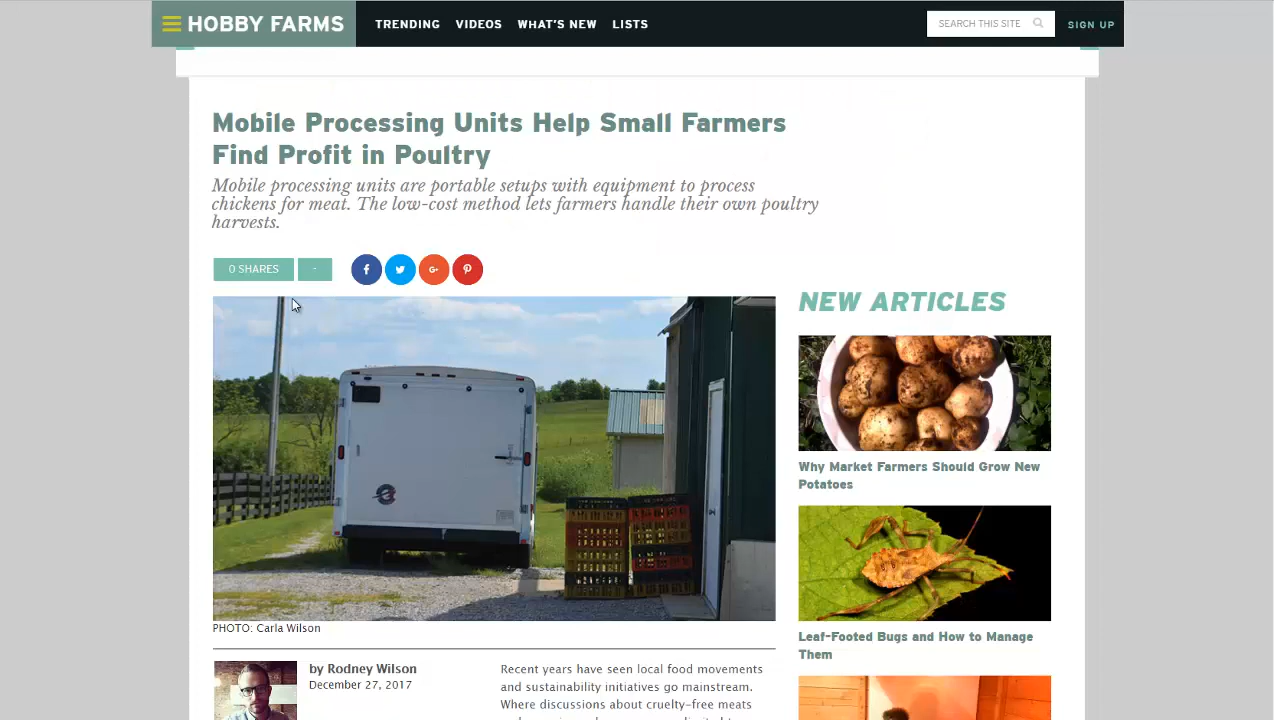 HOBBY FARMS
TRENDING VIDEOS WHAT'S NEW LISTS
SEARCH THIS SITE
SIGN UP
Mobile Processing Units Help Small Farmers
Find Profit in Poultry
Mobile processing units are portable setups with equipment to process
chickens for meat. The low-cost method lets farmers handle their own poultry
harvests.
0 SHARES
-
PHOTO: Carla Wilson
by Rodney Wilson
December 27, 2017
Recent years have seen local food movements
and sustainability initiatives go mainstream.
Where discussions about cruelty-free meats
NEW ARTICLES
Why Market Farmers Should Grow New
Potatoes
Leaf-Footed Bugs and How to Manage
Them